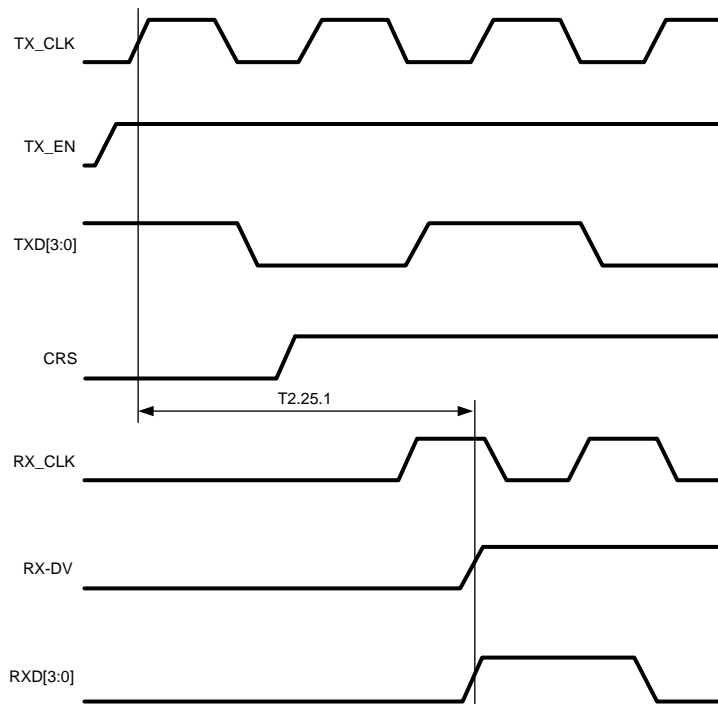 TX_CLK
TX_EN
TXD[3:0]
CRS
T2.25.1
RX_CLK
RX-DV
RXD[3:0]